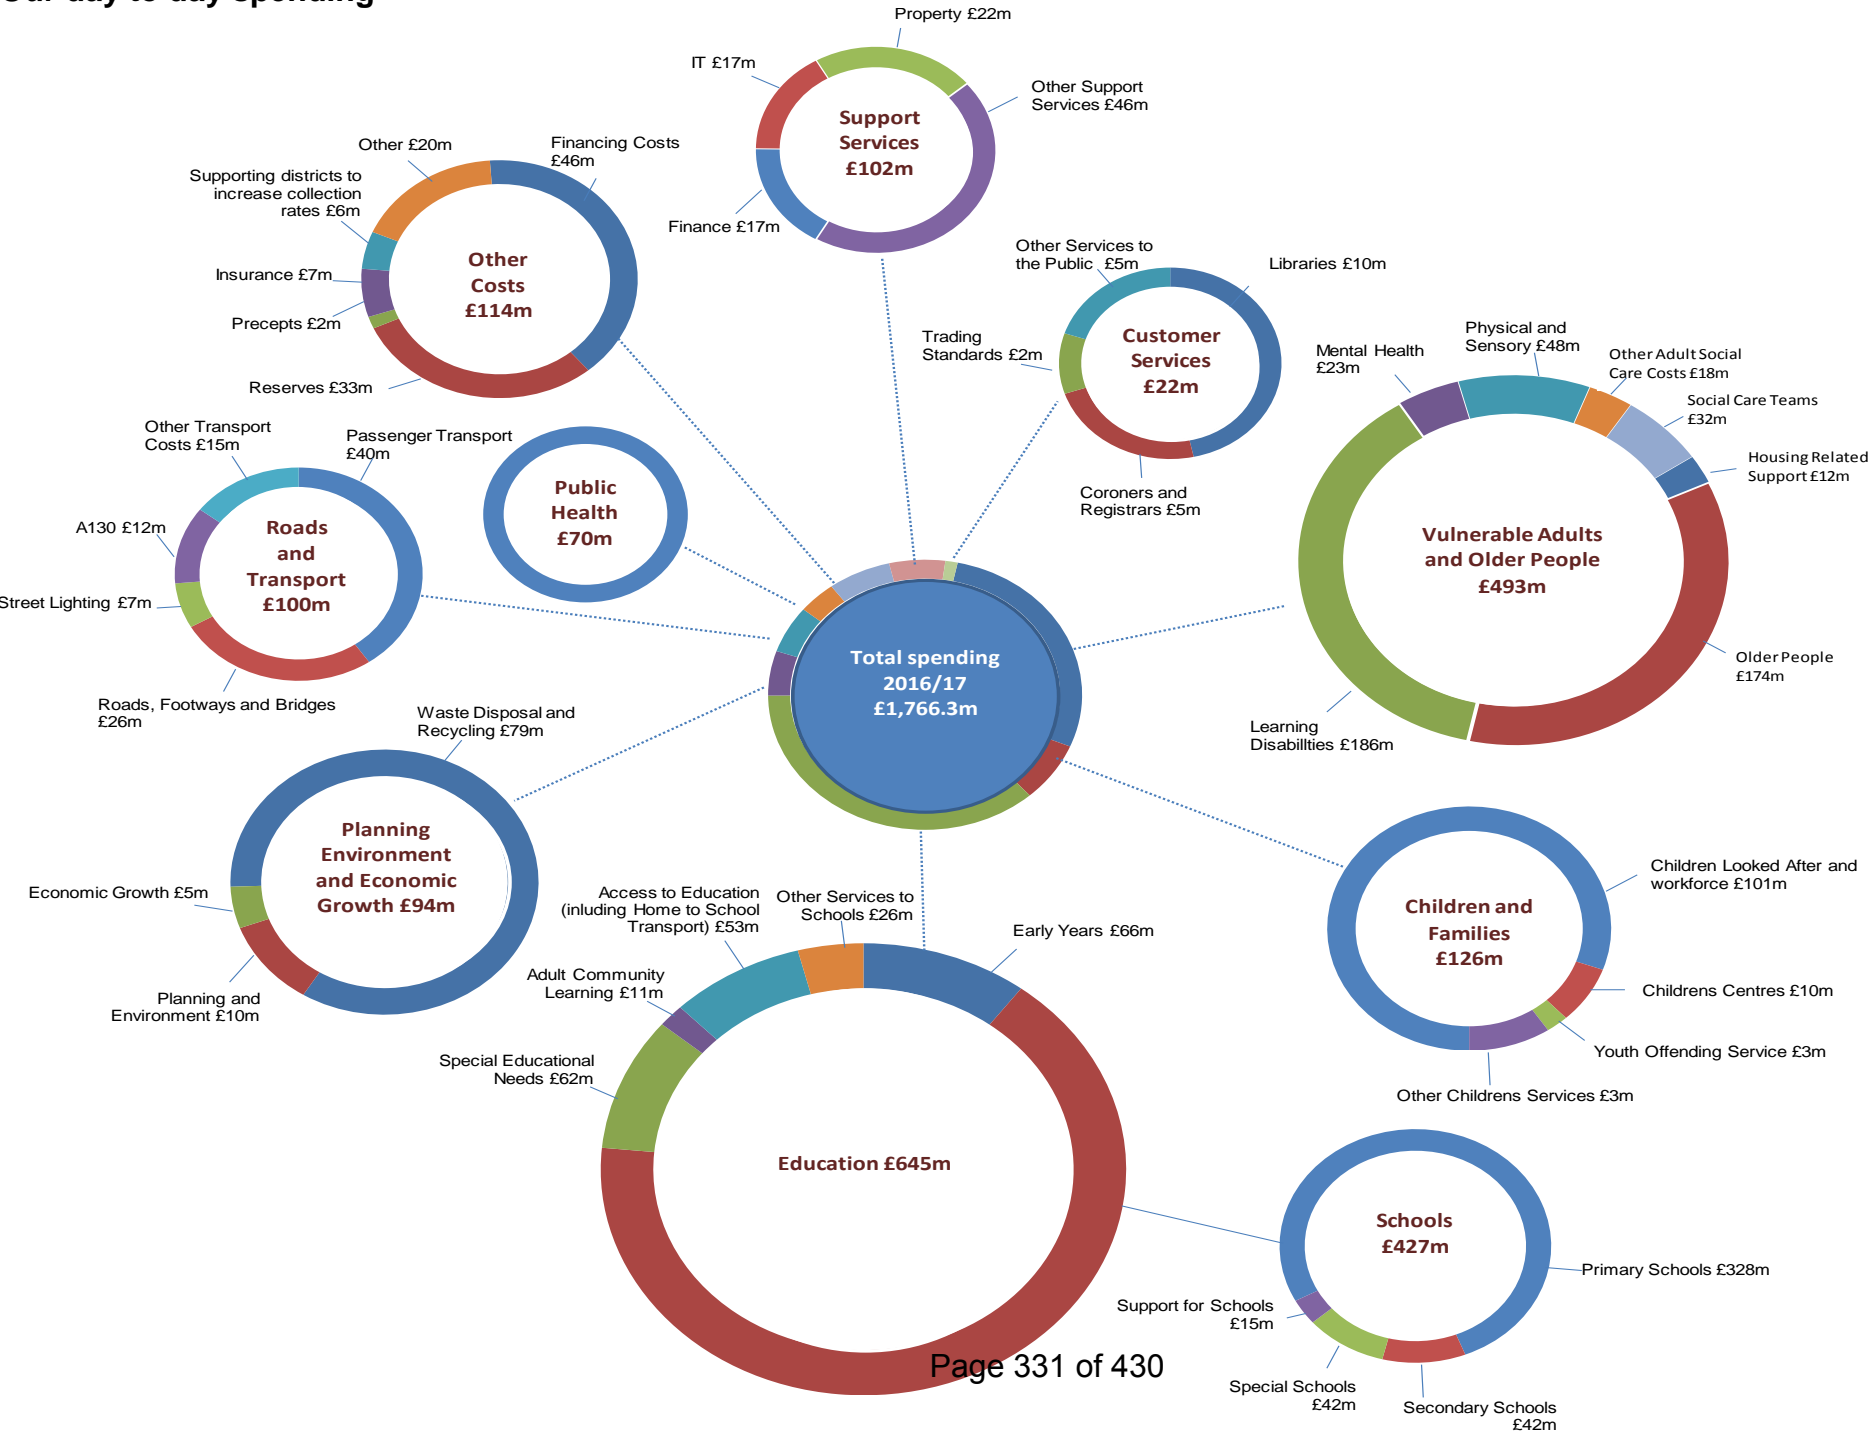 Our day to day spending
Property £22m
IT £17m
Other Support
Services £46m
Support
Services
£102m
Finance £17m
Other £20m
Financing Costs
£46m
Supporting districts to
increase collection
rates £6m
Insurance £7m
Precepts £2m
Reserves £33m
Other
Costs
£114m
Other Services to
the Public £5m
Libraries £10m
Trading
Standards £2m
Customer
Services
£22m
Coroners and
Registrars £5m
Mental Health
£23m
Physical and
Sensory £48m
Other Adult Social
Care Costs £18m
Social Care Teams
£32m
Housing Related
Support £12m
Vulnerable Adults
and Older People
£493m
Older People
£174m
Learning
Disabillties £186m
Other Transport
Costs £15m
Passenger Transport
£40m
A130 £12m
Street Lighting £7m
Roads
and
Transport
£100m
Roads, Footways and Bridges
£26m
Public
Health
£70m
Total spending
2016/17
£1,766.3m
Waste Disposal and
Recycling £79m
Planning
Environment
and Economic
Growth £94m
Economic Growth £5m
Planning and
Environment £10m
Children and
Families
£126m
Children Looked After and
workforce £101m
Childrens Centres £10m
Youth Offending Service £3m
Other Childrens Services £3m
Access to Education
(inluding Home to School
Transport) £53m
Other Services to
Schools £26m
Early Years £66m
Adult Community
Learning £11m
Special Educational
Needs £62m
Education £645m
Schools
£427m
Primary Schools £328m
Support for Schools
£15m
Special Schools
£42m
Secondary Schools
£42m
Page 331 of 430